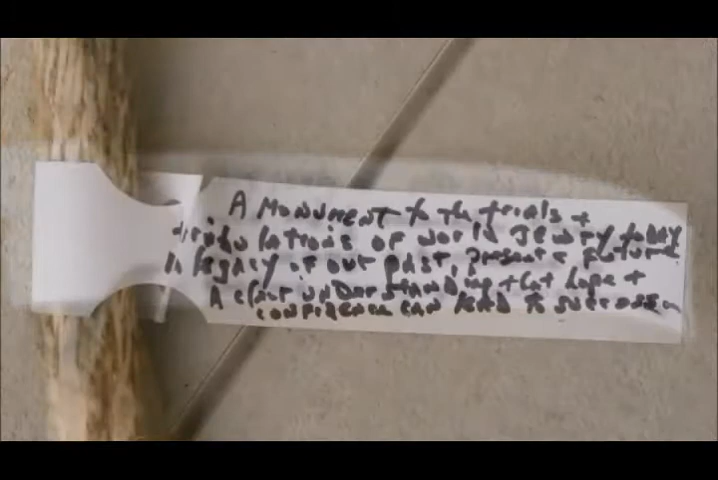 A Monument to the trials +
tribulations of world Jewry today
A legacy of our past, present & future
A clear understanding that hope +
confidence can lead to success